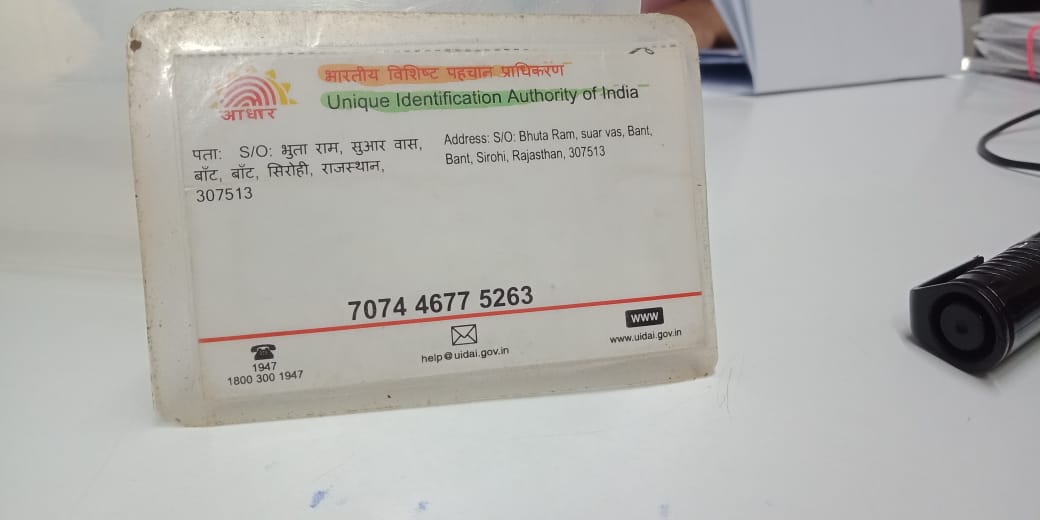 भारतीय विशिष्ट पहचान प्राधिकरण
Unique Identification Authority of India
आधार
पता: S/O: भुता राम, सुआर वास,
बाँट, बाँट, सिरोही, राजस्थान,
307513
Address: S/O: Bhuta Ram, suar vas, Bant,
Bant, Sirohi, Rajasthan, 307513
7074 4677 5263
1947
1800 300 1947
help@uidai.gov.in
WWW
www.uidai.gov.in